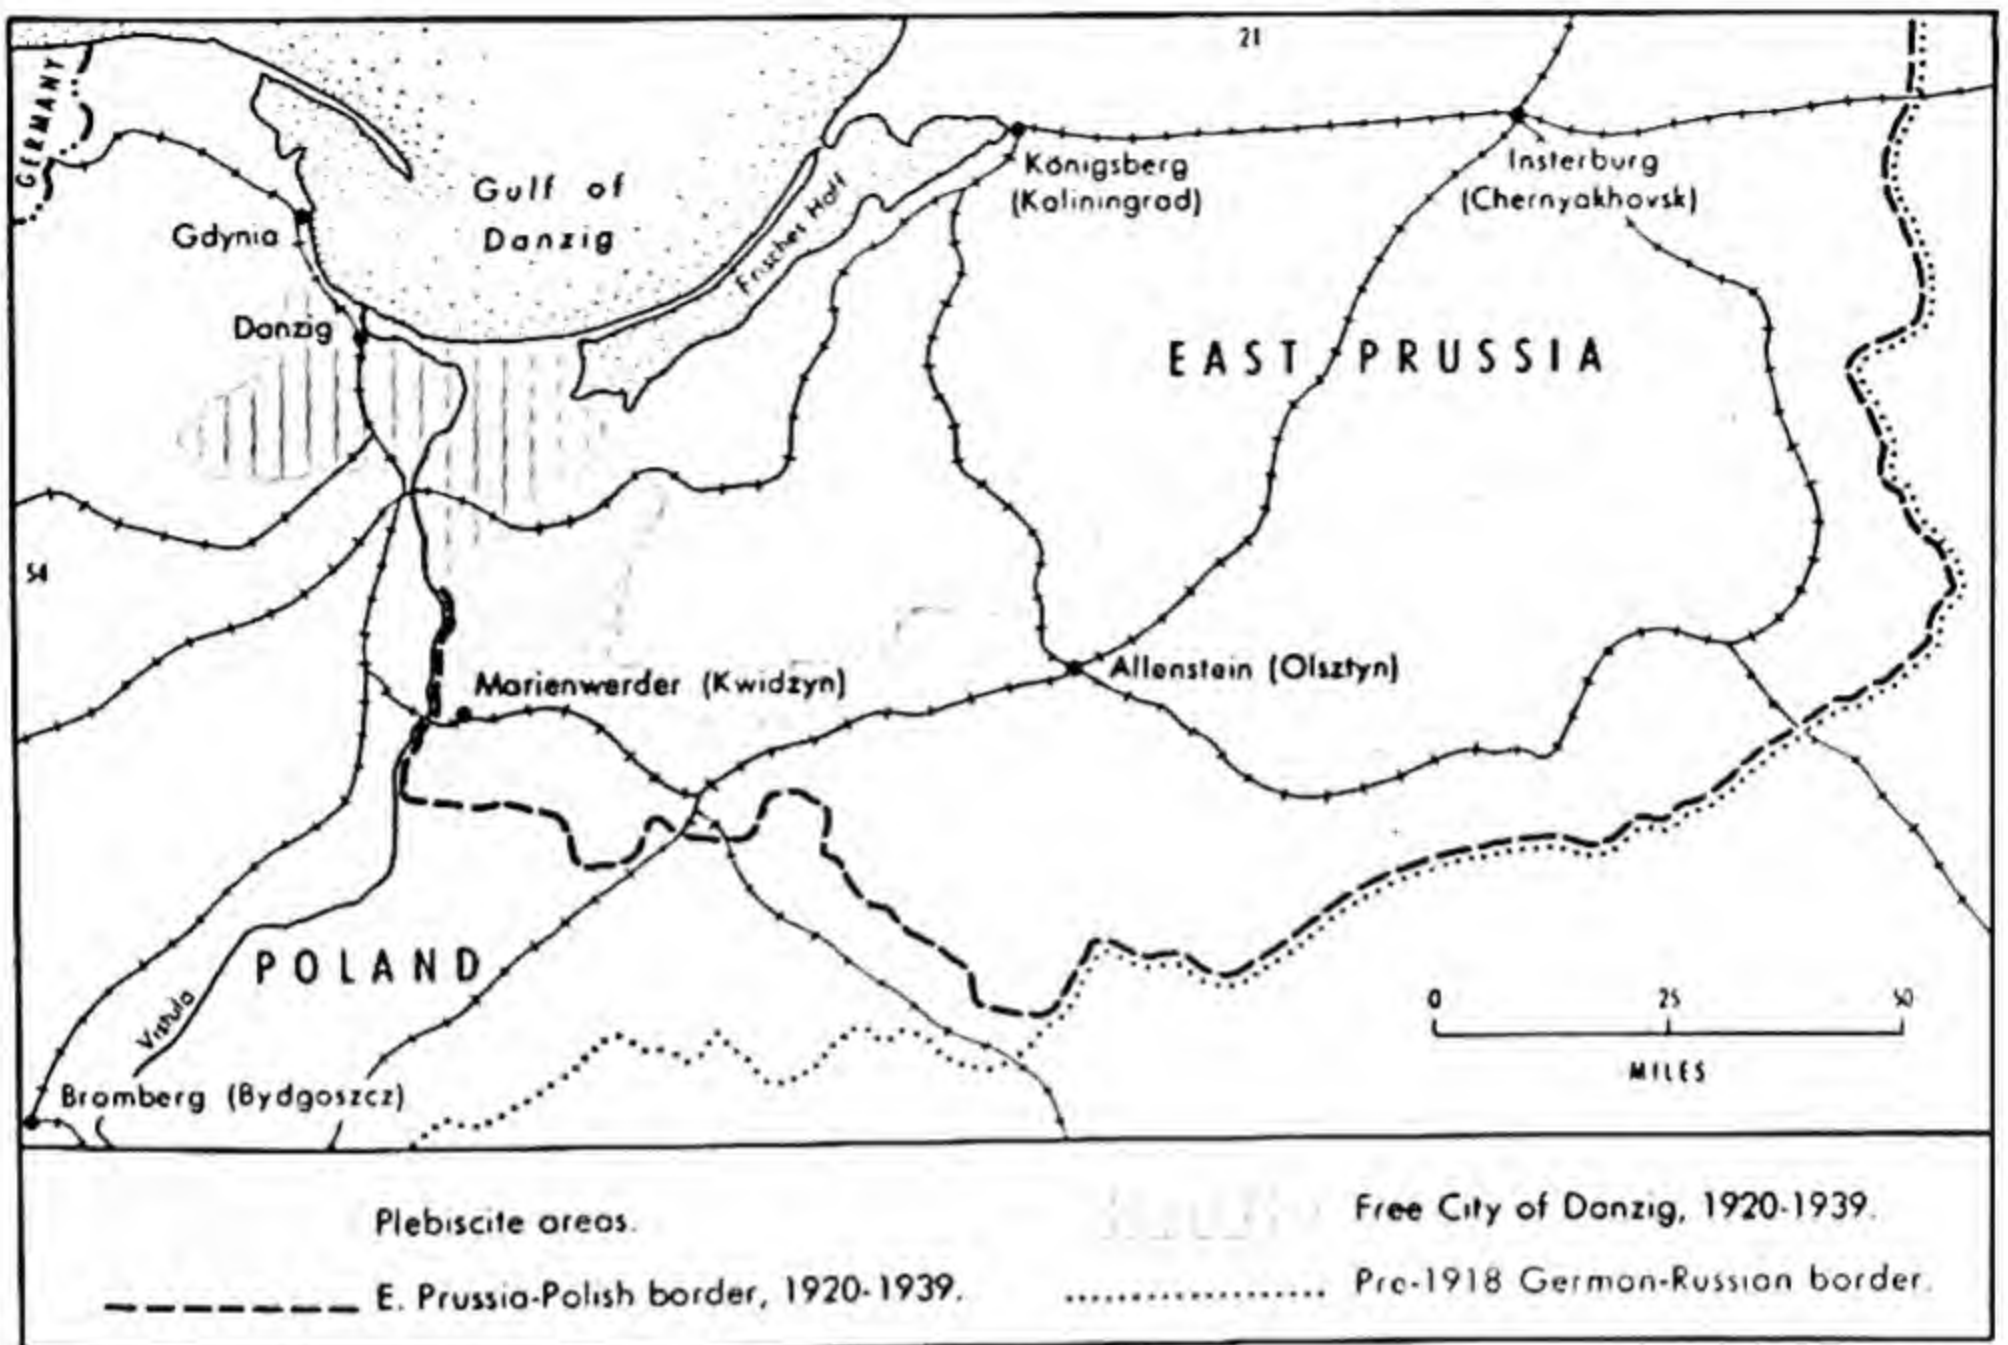 21
GERMANY
Gulf of
Danzig
Frisches Haff
Königsberg
(Kaliningrad)
Insterburg
(Chernyakhovsk)
Gdynia
Danzig
EAST PRUSSIA
54
Marienwerder (Kwidzyn)
Allenstein (Olsztyn)
POLAND
Vistula
0 25 50
MILES
Bromberg (Bydgoszcz)
Plebiscite areas.
Free City of Danzig, 1920-1939.
E. Prussia-Polish border, 1920-1939.
Pre-1918 German-Russian border.